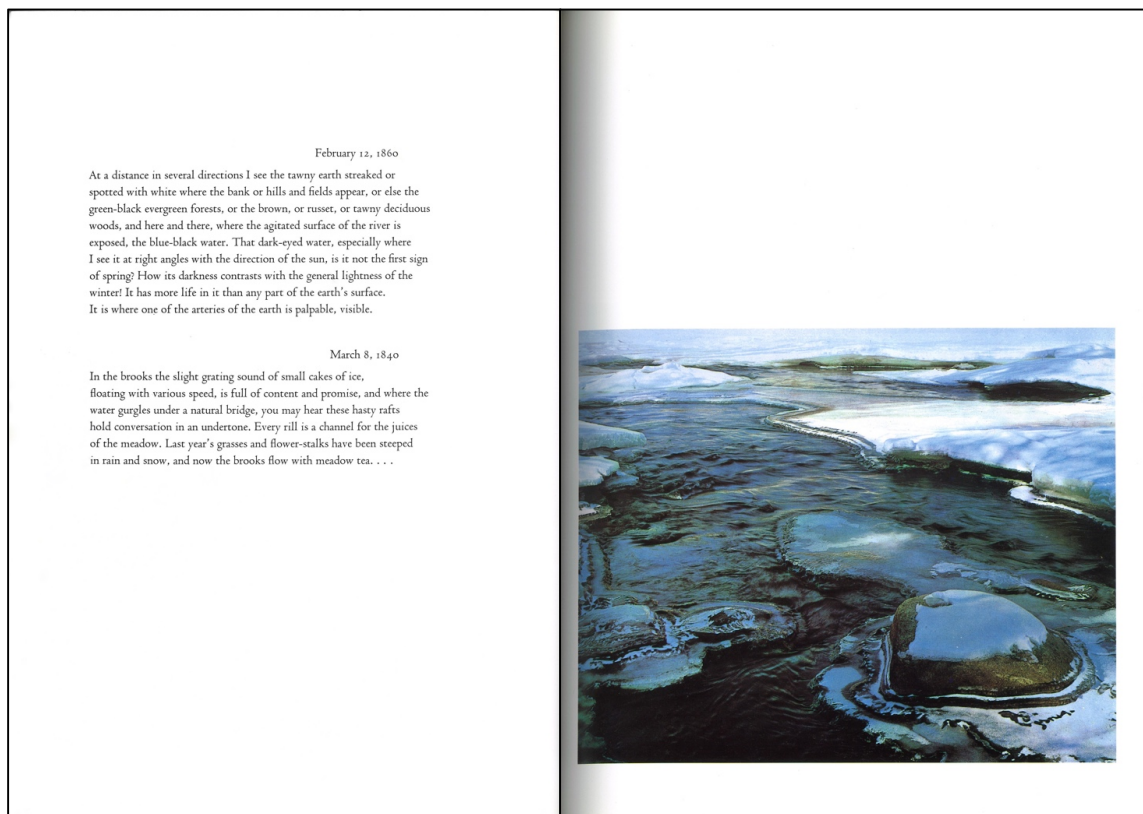 February 12, 1860
At a distance in several directions I see the tawny earth streaked or
spotted with white where the bank or hills and fields appear, or else the
green-black evergreen forests, or the brown, or russet, or tawny deciduous
woods, and here and there, where the agitated surface of the river is
exposed, the blue-black water. That dark-eyed water, especially where
I see it at right angles with the direction of the sun, is it not the first sign
of spring? How its darkness contrasts with the general lightness of the
winter! It has more life in it than any part of the earth's surface.
It is where one of the arteries of the earth is palpable, visible.
March 8, 1840
In the brooks the slight grating sound of small cakes of ice,
floating with various speed, is full of content and promise, and where the
water gurgles under a natural bridge, you may hear these hasty rafts
hold conversation in an undertone. Every rill is a channel for the juices
of the meadow. Last year's grasses and flower-stalks have been steeped
in rain and snow, and now the brooks flow with meadow tea. . . .